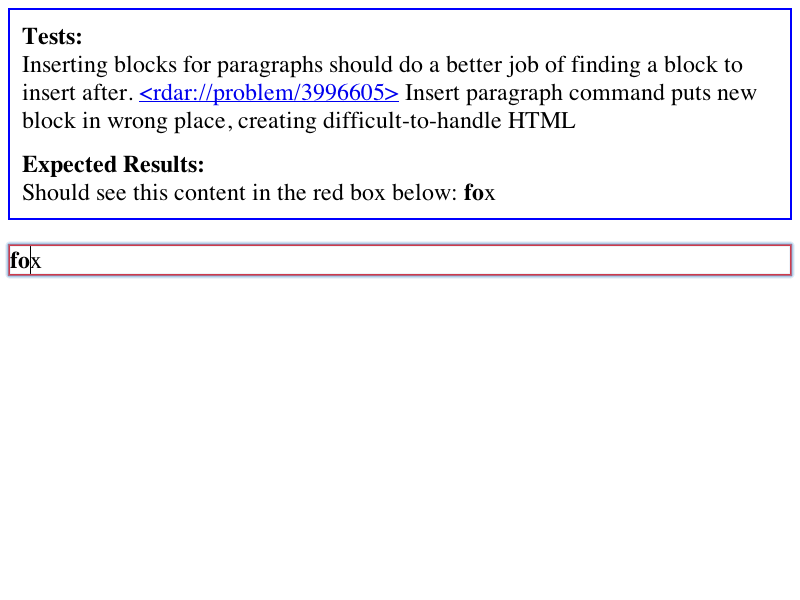 Tests:
Inserting blocks for paragraphs should do a better job of finding a block to
insert after. <rdar://problem/3996605> Insert paragraph command puts new
block in wrong place, creating difficult-to-handle HTML
Expected Results:
Should see this content in the red box below: fox
fox